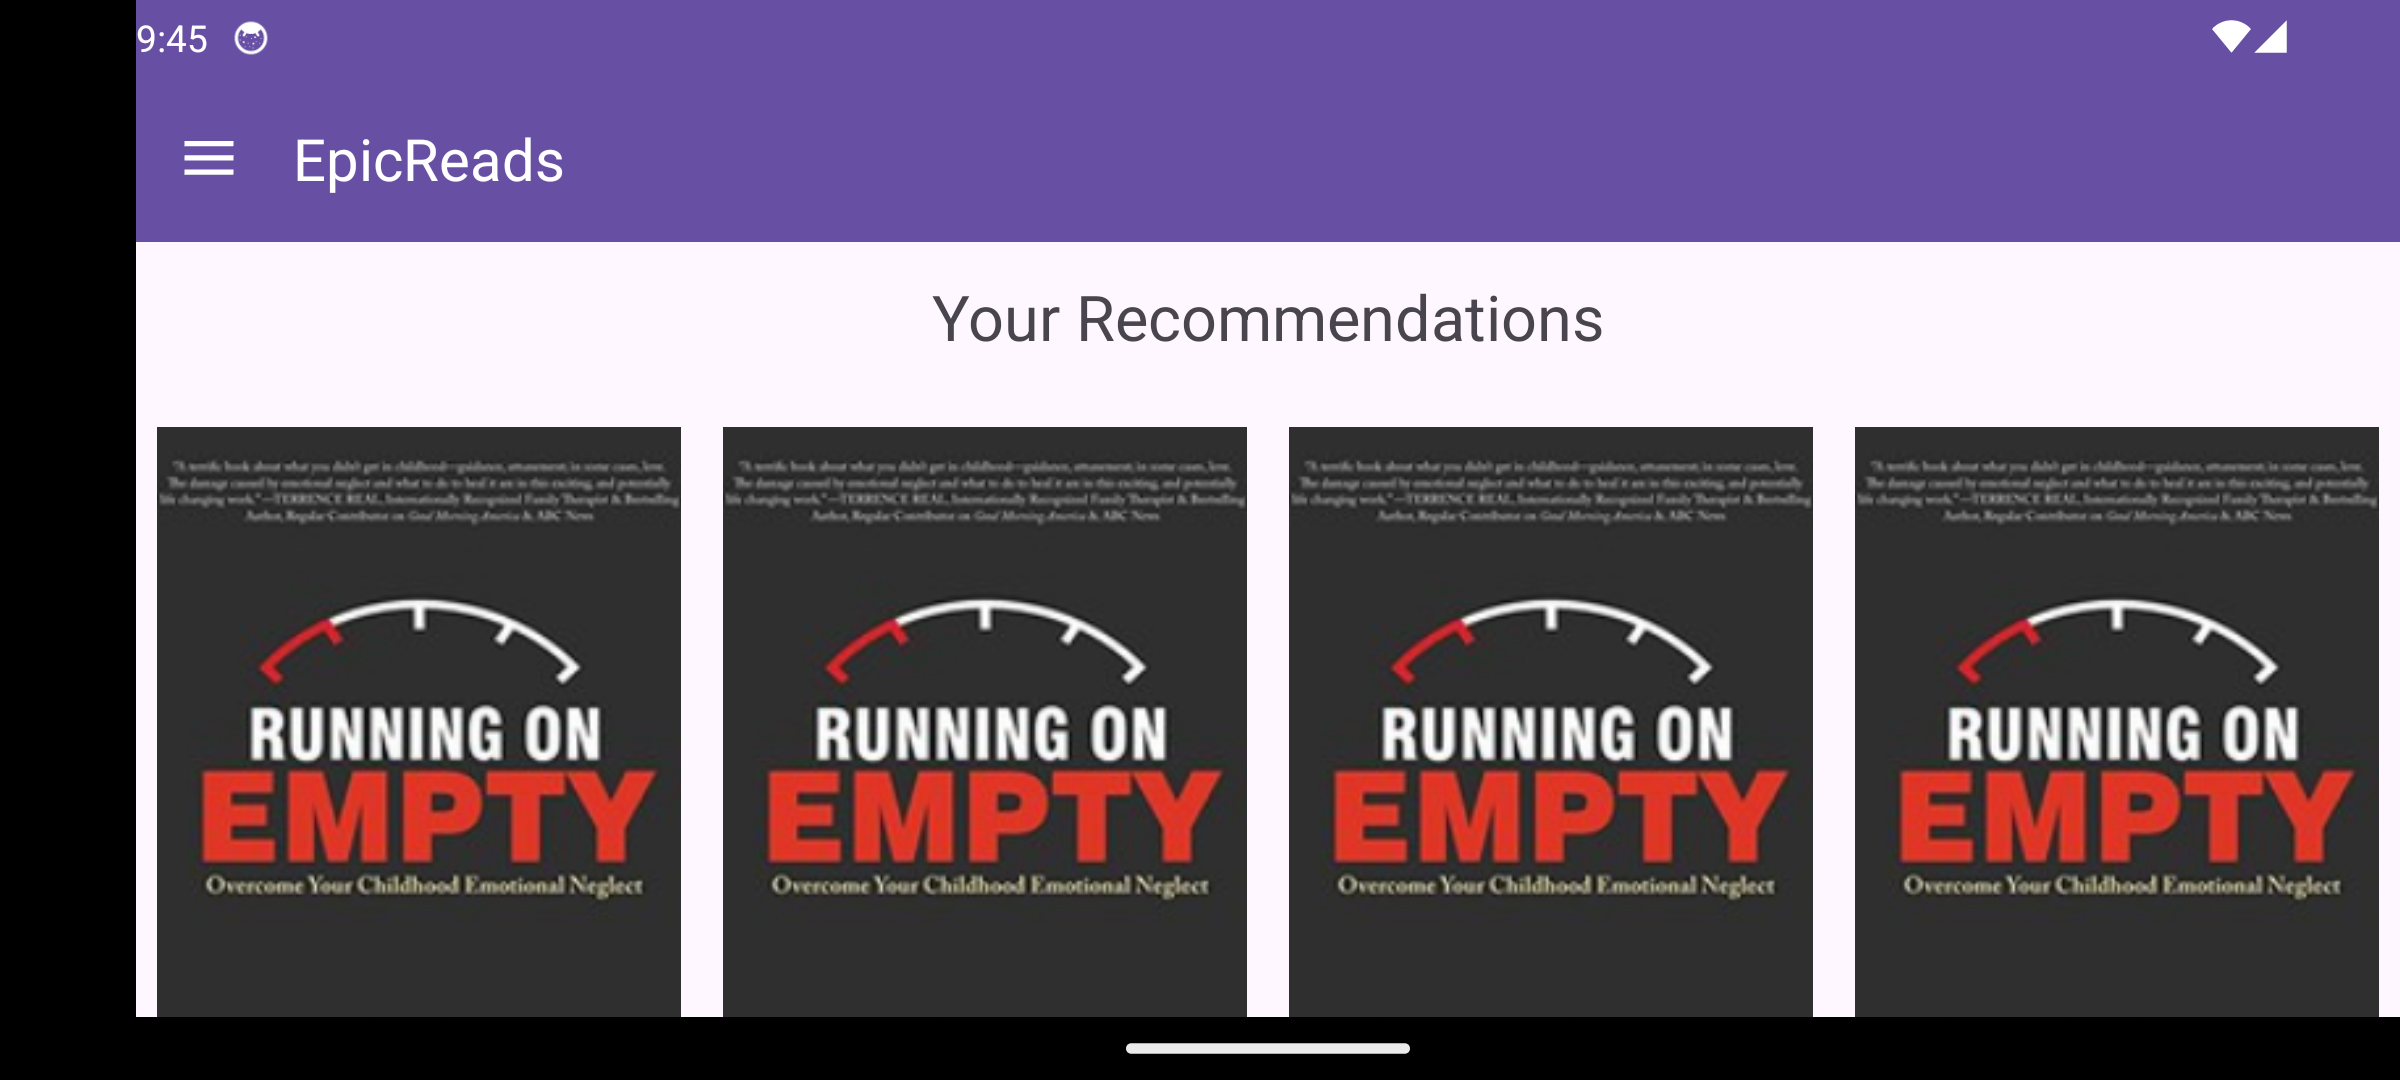 9:45
EpicReads
Your Recommendations
"A terrific book about what you didn't get in childhood—guidance, attunement; in some cases, love.
The damage caused by emotional neglect and what to do to heal it are in this exciting, and potentially
life changing work."—TERRENCE REAL, Internationally Recognized Family Therapist & Bestselling
Author, Regular Contributor on Good Morning America & ABC News
RUNNING ON
EMPTY
Overcome Your Childhood Emotional Neglect
"A terrific book about what you didn't get in childhood—guidance, attunement; in some cases, love.
The damage caused by emotional neglect and what to do to heal it are in this exciting, and potentially
life changing work."—TERRENCE REAL, Internationally Recognized Family Therapist & Bestselling
Author, Regular Contributor on Good Morning America & ABC News
RUNNING ON
EMPTY
Overcome Your Childhood Emotional Neglect
"A terrific book about what you didn't get in childhood—guidance, attunement; in some cases, love.
The damage caused by emotional neglect and what to do to heal it are in this exciting, and potentially
life changing work."—TERRENCE REAL, Internationally Recognized Family Therapist & Bestselling
Author, Regular Contributor on Good Morning America & ABC News
RUNNING ON
EMPTY
Overcome Your Childhood Emotional Neglect
"A terrific book about what you didn't get in childhood—guidance, attunement; in some cases, love.
The damage caused by emotional neglect and what to do to heal it are in this exciting, and potentially
life changing work."—TERRENCE REAL, Internationally Recognized Family Therapist & Bestselling
Author, Regular Contributor on Good Morning America & ABC News
RUNNING ON
EMPTY
Overcome Your Childhood Emotional Neglect